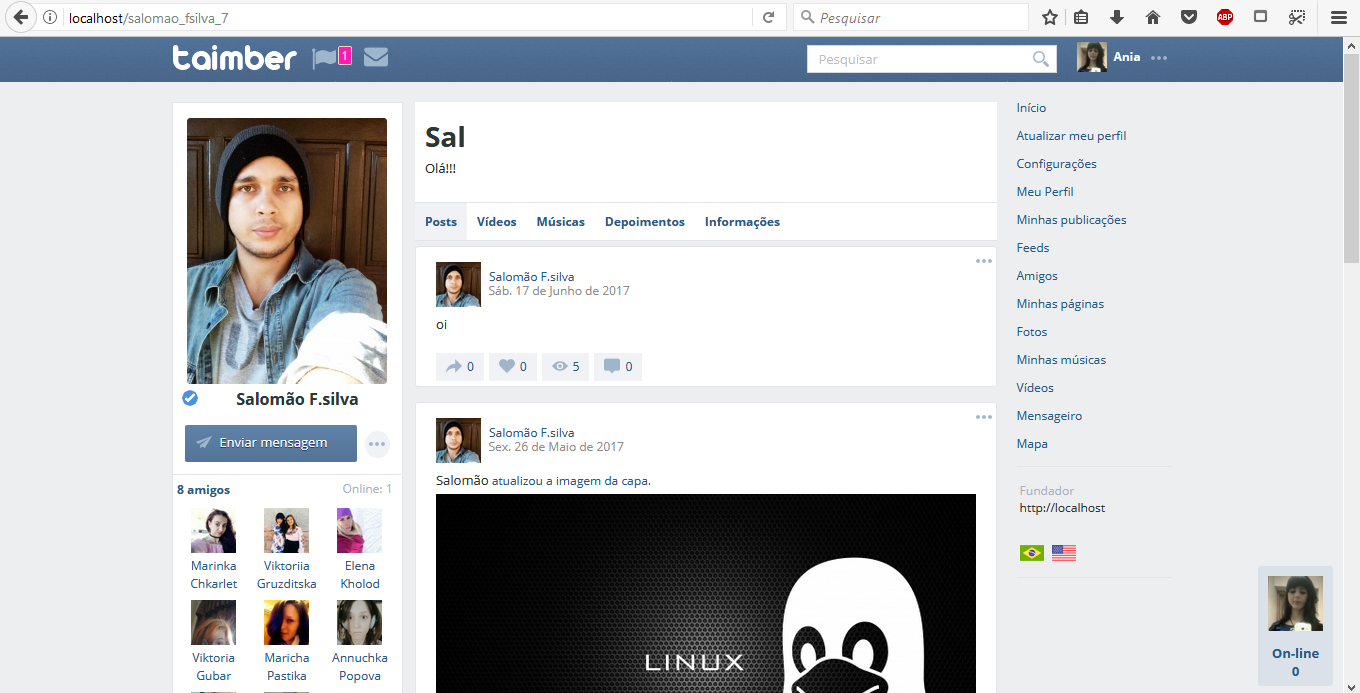 localhost/salomao_fsilva_7
Pesquisar
ABP
taimber
1
Pesquisar
Ania
Sal
Olá!!!
Posts Vídeos Músicas Depoimentos Informações
Salomão F.silva
Enviar mensagem
8 amigos Online: 1
Marinka Chkarlet
Viktoriia Gruzditska
Elena Kholod
Viktoria Gubar
Maricha Pastika
Annuchka Popova
Salomão F.silva
Sáb. 17 de Junho de 2017
oi
0 0 5 0
Salomão F.silva
Sex. 26 de Maio de 2017
Salomão atualizou a imagem da capa.
LINUX
Início
Atualizar meu perfil
Configurações
Meu Perfil
Minhas publicações
Feeds
Amigos
Minhas páginas
Fotos
Minhas músicas
Vídeos
Mensageiro
Mapa
Fundador
http://localhost
On-line
0